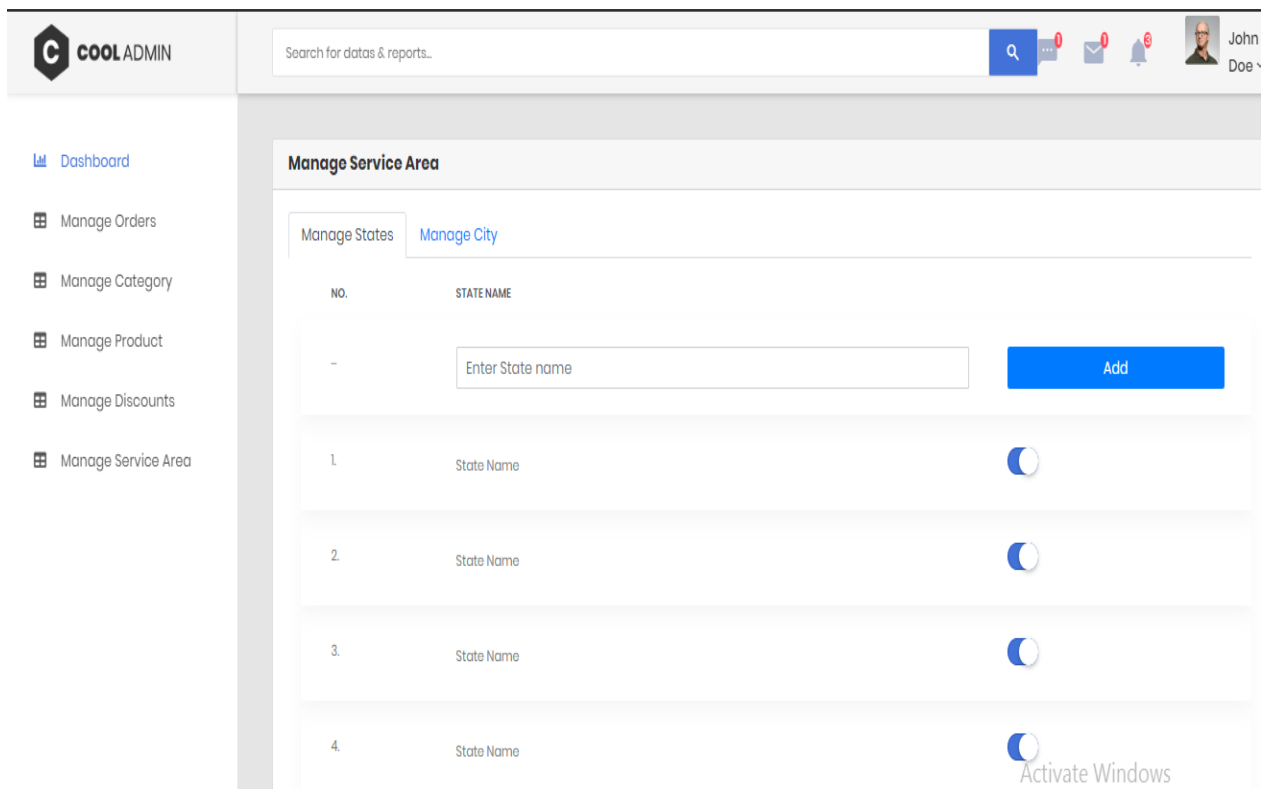 C COOL ADMIN
Search for datas & reports...
0
0
3
John
Doe
Dashboard
Manage Orders
Manage Category
Manage Product
Manage Discounts
Manage Service Area
Manage Service Area
Manage States Manage City
NO. STATE NAME
-- Enter State name Add
1. State Name
2. State Name
3. State Name
4. State Name
Activate Windows